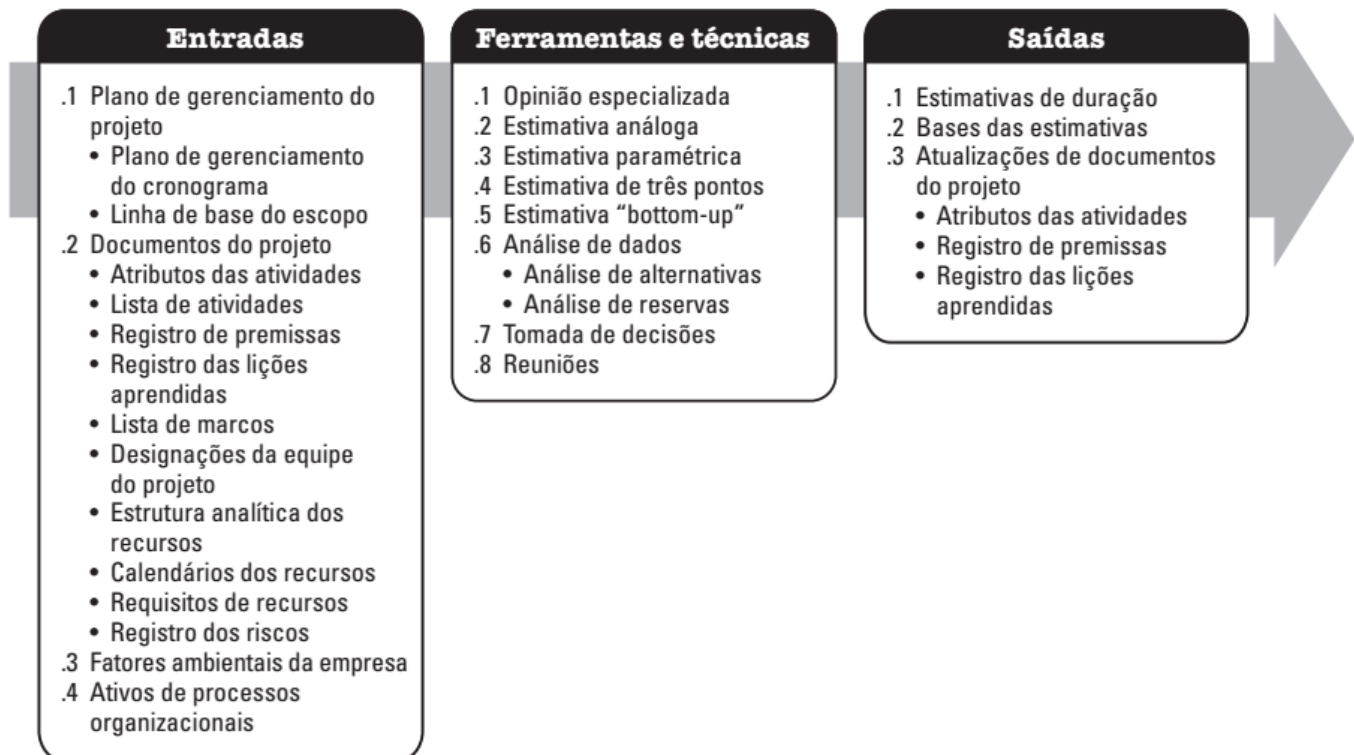 Entradas
.1 Plano de gerenciamento do
projeto
• Plano de gerenciamento
do cronograma
• Linha de base do escopo
.2 Documentos do projeto
• Atributos das atividades
• Lista de atividades
• Registro de premissas
• Registro das lições
aprendidas
• Lista de marcos
• Designações da equipe
do projeto
• Estrutura analítica dos
recursos
• Calendários dos recursos
• Requisitos de recursos
• Registro dos riscos
.3 Fatores ambientais da empresa
.4 Ativos de processos
organizacionais
Ferramentas e técnicas
.1 Opinião especializada
.2 Estimativa análoga
.3 Estimativa paramétrica
.4 Estimativa de três pontos
.5 Estimativa “bottom-up”
.6 Análise de dados
• Análise de alternativas
• Análise de reservas
.7 Tomada de decisões
.8 Reuniões
Saídas
.1 Estimativas de duração
.2 Bases das estimativas
.3 Atualizações de documentos
do projeto
• Atributos das atividades
• Registro de premissas
• Registro das lições
aprendidas